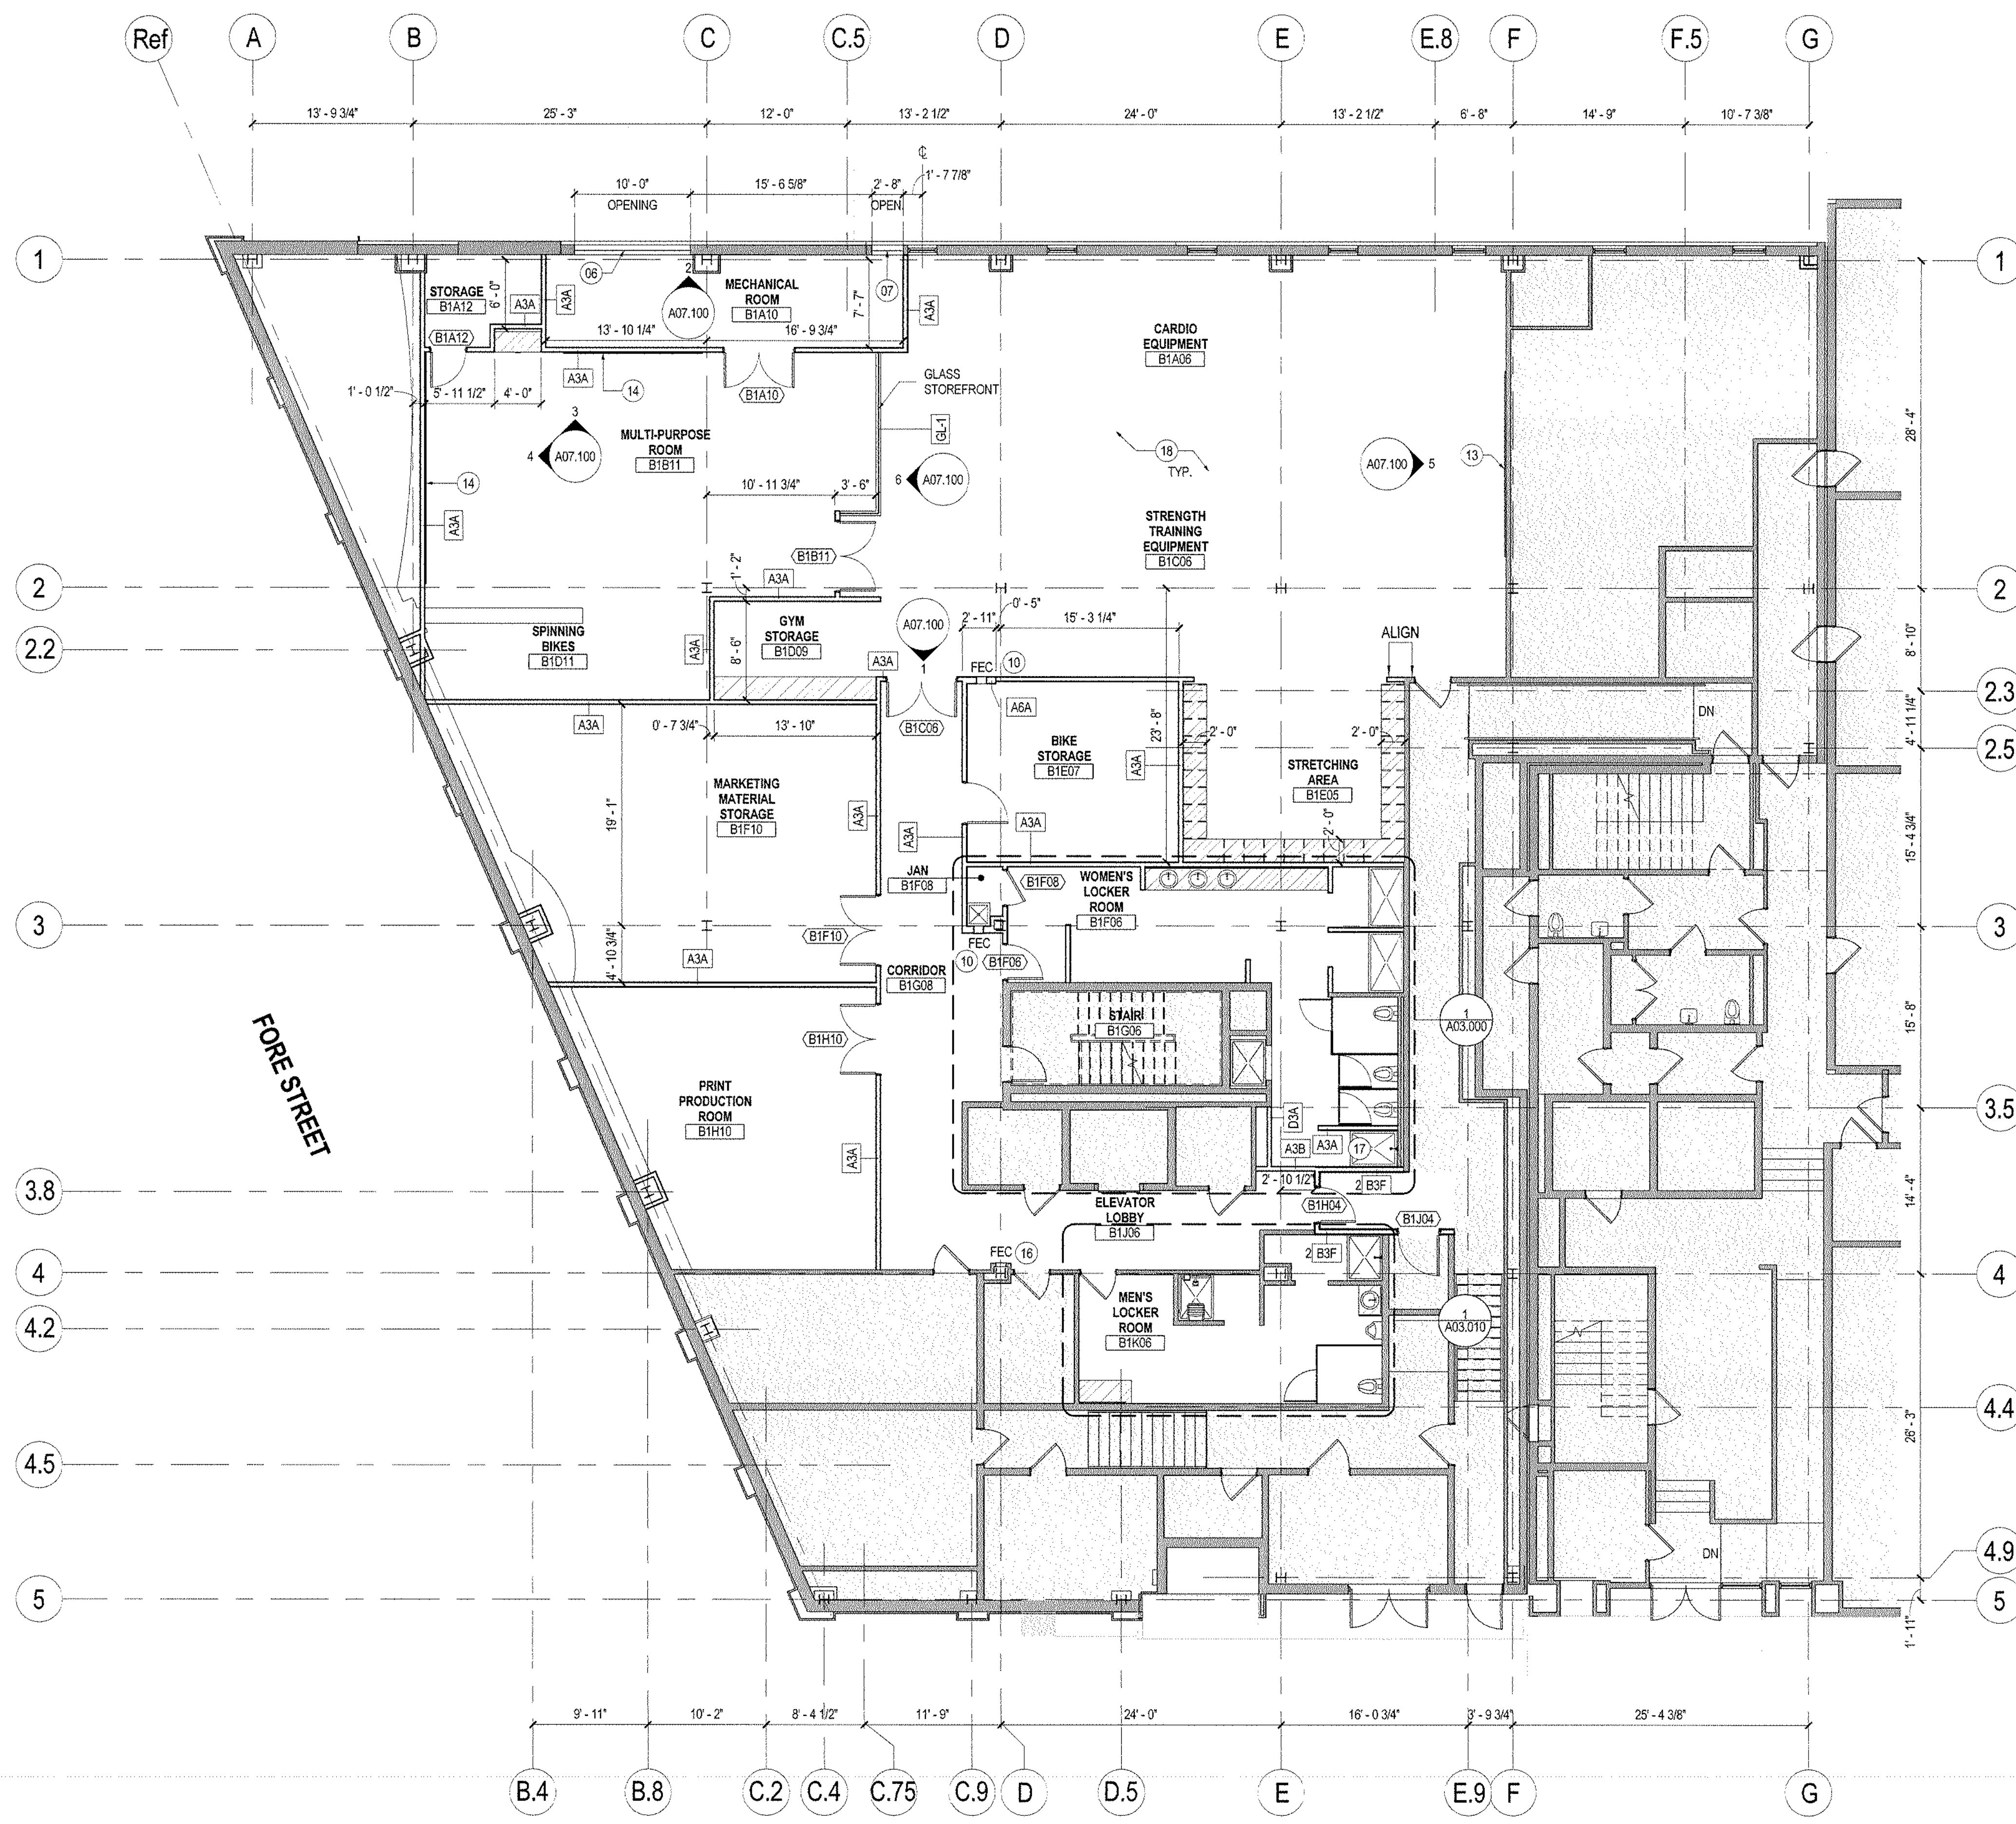 Ref
A
B
C
C.5
D
E
E.8
F
F.5
G
13' - 9 3/4"
25' - 3"
12' - 0"
13' - 2 1/2"
24' - 0"
13' - 2 1/2"
6' - 8"
14' - 9"
10' - 7 3/8"
10' - 0"
OPENING
15' - 6 5/8"
2' - 8"
OPEN.
1' - 7 7/8"
1
1
06
07
2
A07.100
STORAGE
B1A12
6' - 0"
A3A
A3A
MECHANICAL
ROOM
B1A10
7' - 7"
A3A
13' - 10 1/4"
16' - 9 3/4"
B1A12
CARDIO
EQUIPMENT
B1A06
A3A
14
B1A10
GLASS
STOREFRONT
1' - 0 1/2"
5' - 11 1/2"
4' - 0"
28' - 4"
3
4
A07.100
MULTI-PURPOSE
ROOM
B1B11
GL-1
18
TYP.
A07.100
5
13
14
6
A07.100
10' - 11 3/4"
3' - 6"
A3A
STRENGTH
TRAINING
EQUIPMENT
B1C06
B1B11
1' - 2"
A3A
2
2
0' - 5"
2' - 11"
15' - 3 1/4"
GYM
STORAGE
B1D09
A07.100
1
SPINNING
BIKES
B1D11
A3A
8' - 6"
A3A
ALIGN
2.2
8' - 10"
FEC
10
2.3
A6A
A3A
0' - 7 3/4"
13' - 10"
B1C06
23' - 8"
2' - 0"
2' - 0"
DN
4' - 11 1/4"
2.5
BIKE
STORAGE
B1E07
A3A
STRETCHING
AREA
B1E05
MARKETING
MATERIAL
STORAGE
B1F10
19' - 1"
A3A
A3A
A3A
2' - 0"
15' - 4 3/4"
JAN
B1F08
B1F08
WOMEN'S
LOCKER
ROOM
B1F06
3
3
B1F10
FEC
10
B1F06
4' - 10 3/4"
A3A
CORRIDOR
B1G08
STAIR
B1G06
1
A03.000
15' - 8"
FORE STREET
B1H10
PRINT
PRODUCTION
ROOM
B1H10
A3A
D3A
3.5
A3B
A3A
17
2' - 10 1/2"
2 B3F
3.8
ELEVATOR
LOBBY
B1J06
B1H04
B1J04
14' - 4"
FEC
16
2 B3F
4
4
MEN'S
LOCKER
ROOM
B1K06
1
A03.010
4.2
4.4
26' - 3"
4.5
DN
4.9
5
5
1' - 11"
9' - 11"
10' - 2"
8' - 4 1/2"
11' - 9"
24' - 0"
16' - 0 3/4"
3' - 9 3/4"
25' - 4 3/8"
B.4
B.8
C.2
C.4
C.75
C.9
D
D.5
E
E.9
F
G